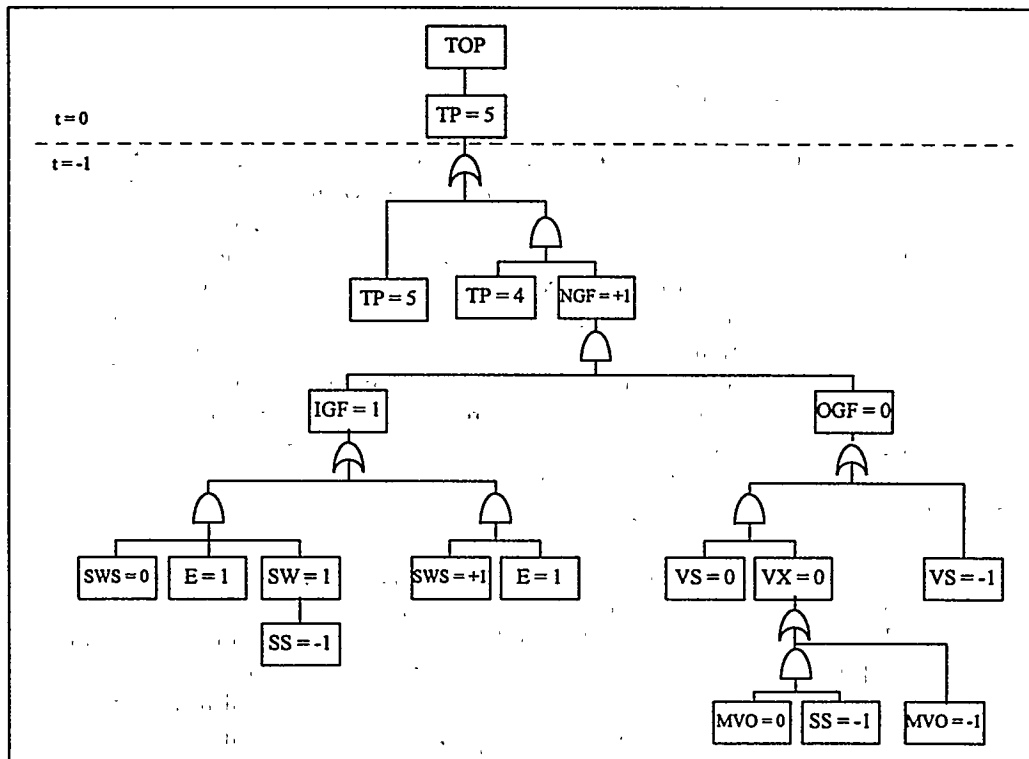 TOP
t = 0
TP = 5
t = -1
TP = 5
TP = 4
NGF = +1
IGF = 1
OGF = 0
SWS = 0
E = 1
SW = 1
SWS = +1
E = 1
VS = 0
VX = 0
VS = -1
SS = -1
MVO = 0
SS = -1
MVO = -1